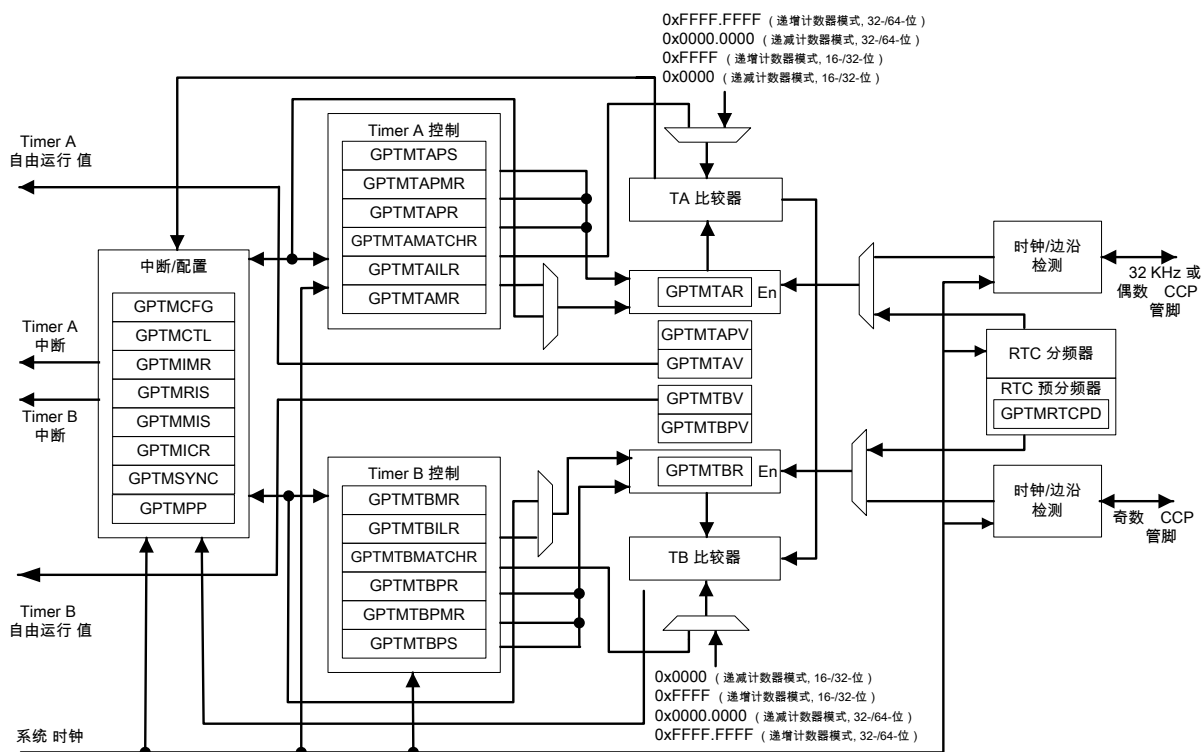 0xFFFF.FFFF (递增计数器模式, 32-/64-位)
0x0000.0000 (递减计数器模式, 32-/64-位)
0xFFFF (递增计数器模式, 16-/32-位)
0x0000 (递减计数器模式, 16-/32-位)
Timer A
自由运行 值
Timer A 控制
GPTMTAPS
GPTMTAPMR
GPTMTAPR
GPTMTAMATCHR
GPTMTAILR
GPTMTAMR
TA 比较器
GPTMTAR
En
时钟/边沿
检测
32 KHz 或
偶数 CCP
管脚
中断/配置
GPTMCFG
GPTMCTL
GPTMIMR
GPTMRIS
GPTMMIS
GPTMICR
GPTMSYNC
GPTMPP
Timer A
中断
Timer B
中断
GPTMTAPV
GPTMTAV
GPTMTBV
GPTMTBPV
RTC 分频器
RTC 预分频器
GPTMRTCPD
Timer B 控制
GPTMTBMR
GPTMTBILR
GPTMTBMATCHR
GPTMTBPR
GPTMTBPMR
GPTMTBPS
GPTMTBR
En
TB 比较器
时钟/边沿
检测
奇数 CCP
管脚
Timer B
自由运行 值
0x0000 (递减计数器模式, 16-/32-位)
0xFFFF (递增计数器模式, 16-/32-位)
0x0000.0000 (递减计数器模式, 32-/64-位)
0xFFFF.FFFF (递增计数器模式, 32-/64-位)
系统 时钟